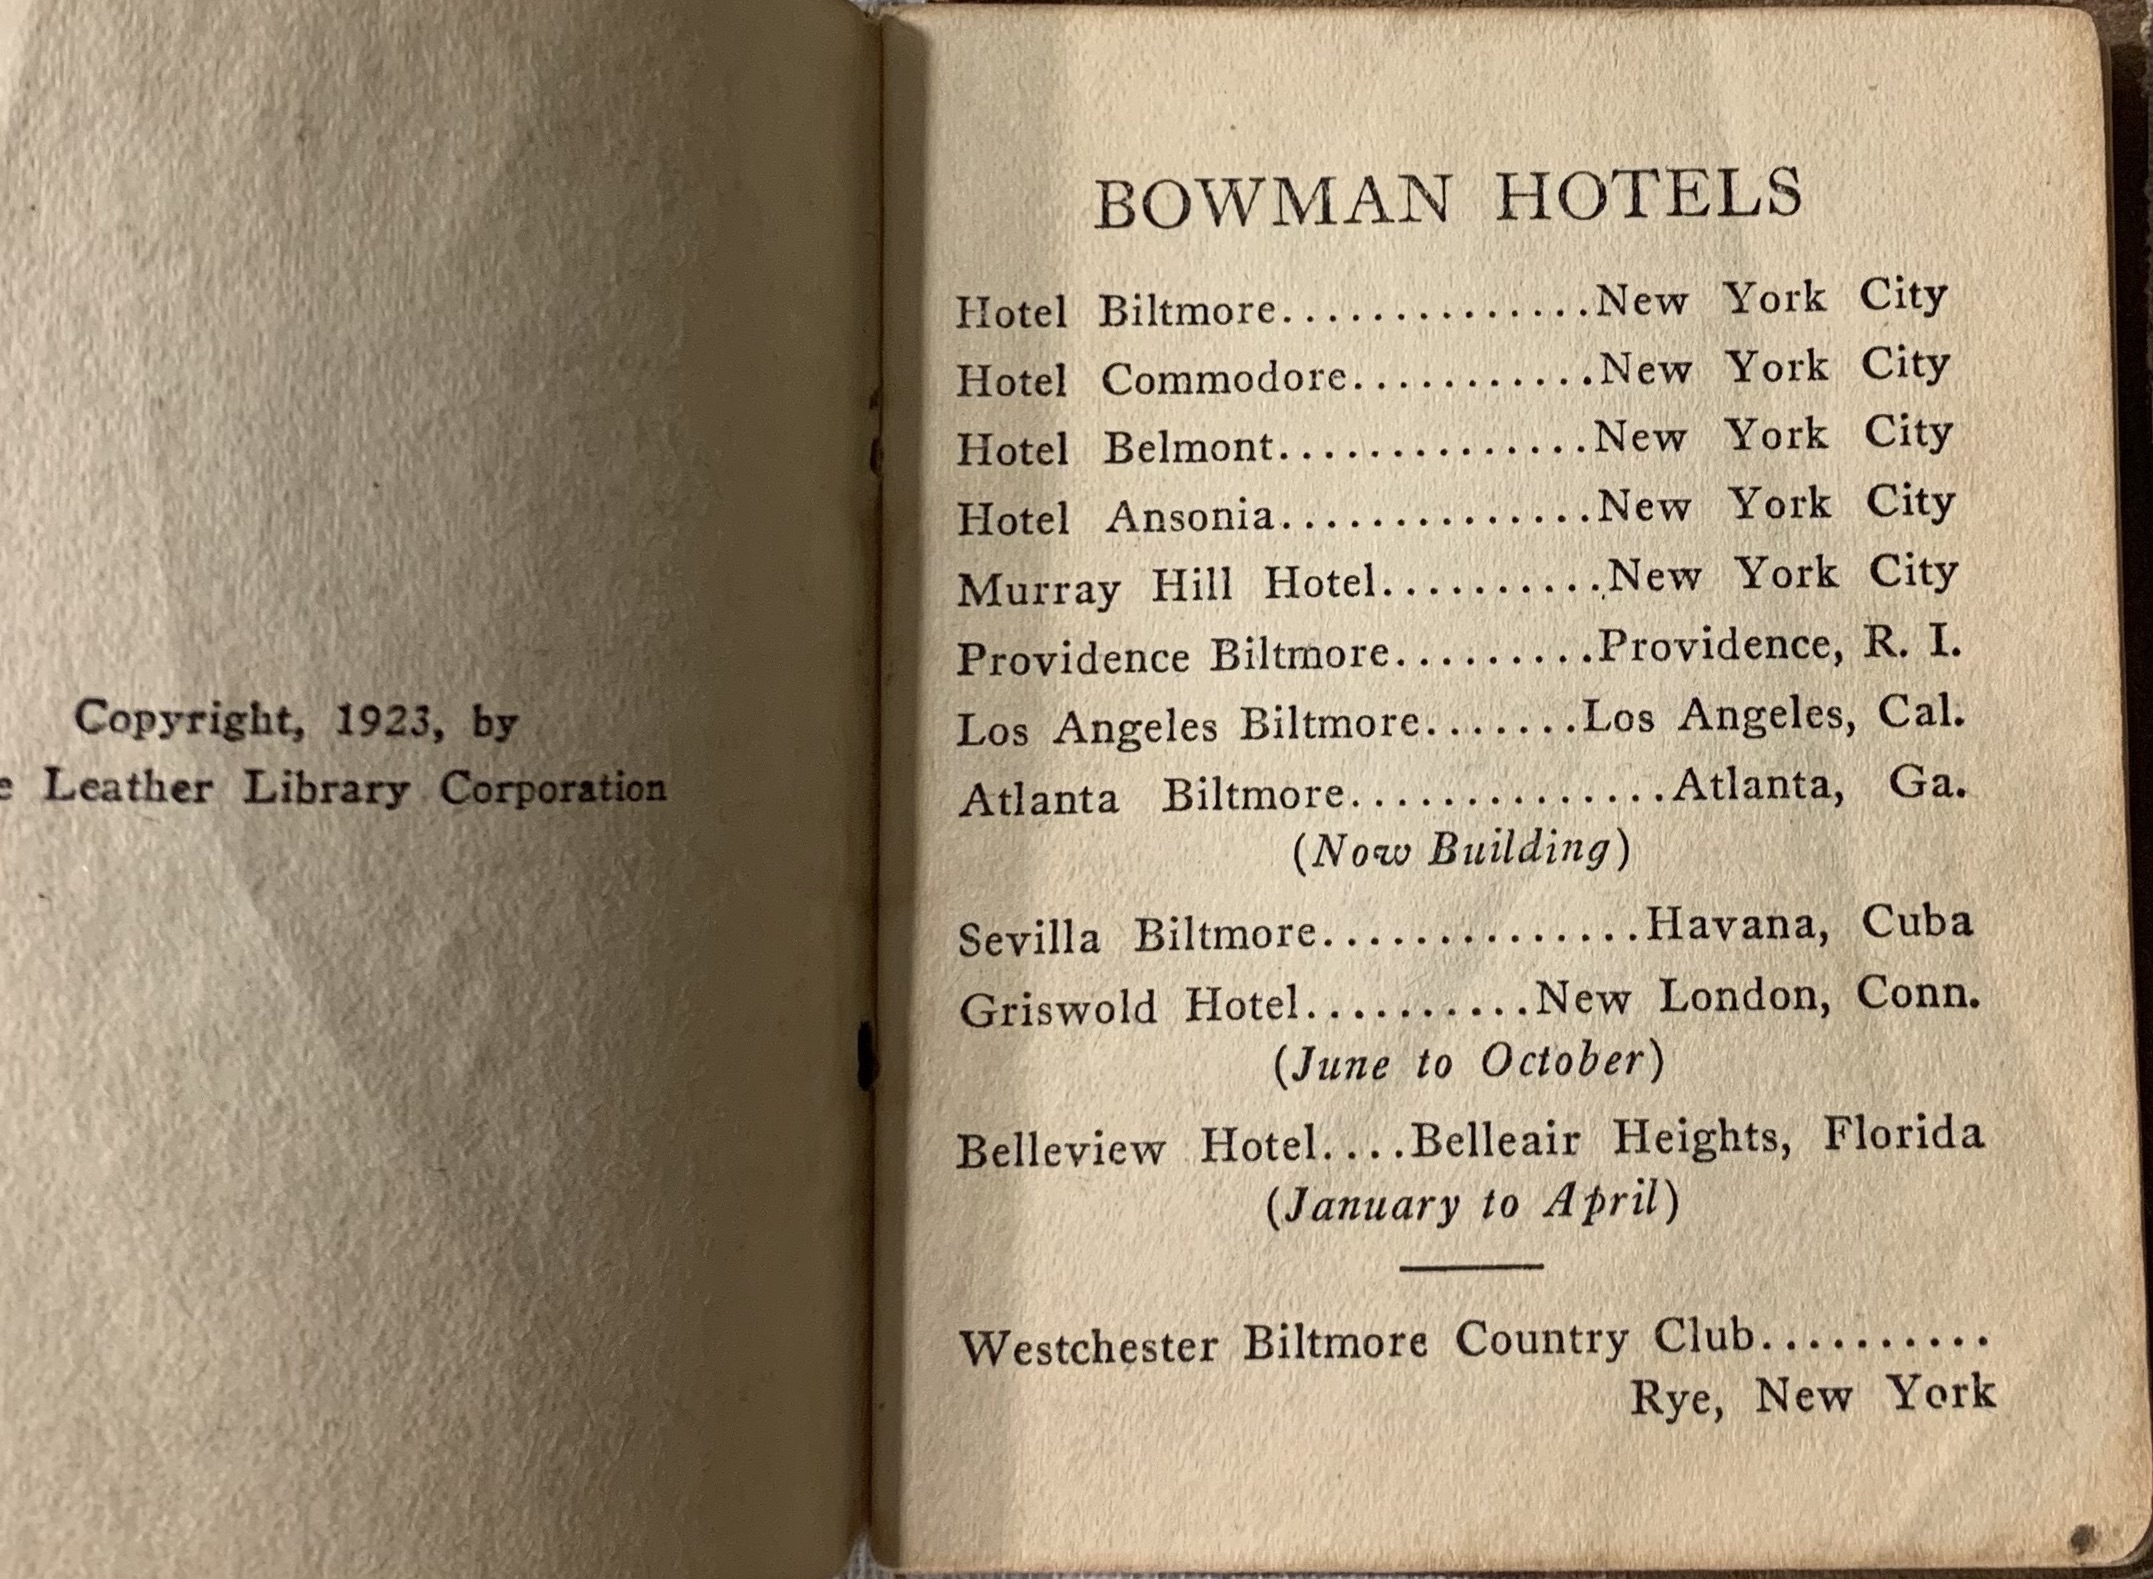 Copyright, 1923, by
Leather Library Corporation
BOWMAN HOTELS
Hotel Biltmore..............New York City
Hotel Commodore...........New York City
Hotel Belmont..............New York City
Hotel Ansonia..............New York City
Murray Hill Hotel..........New York City
Providence Biltmore.........Providence, R. I.
Los Angeles Biltmore.......Los Angeles, Cal.
Atlanta Biltmore..............Atlanta, Ga.
(Now Building)
Sevilla Biltmore..............Havana, Cuba
Griswold Hotel..........New London, Conn.
(June to October)
Belleview Hotel....Belleair Heights, Florida
(January to April)
Westchester Biltmore Country Club..........
Rye, New York